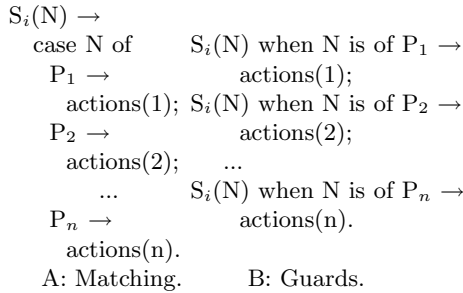 S_i(N) →
case N of
P_1 →
actions(1);
P_2 →
actions(2);
...
P_n →
actions(n).
A: Matching.
S_i(N) when N is of P_1 →
actions(1);
S_i(N) when N is of P_2 →
actions(2);
...
S_i(N) when N is of P_n →
actions(n).
B: Guards.